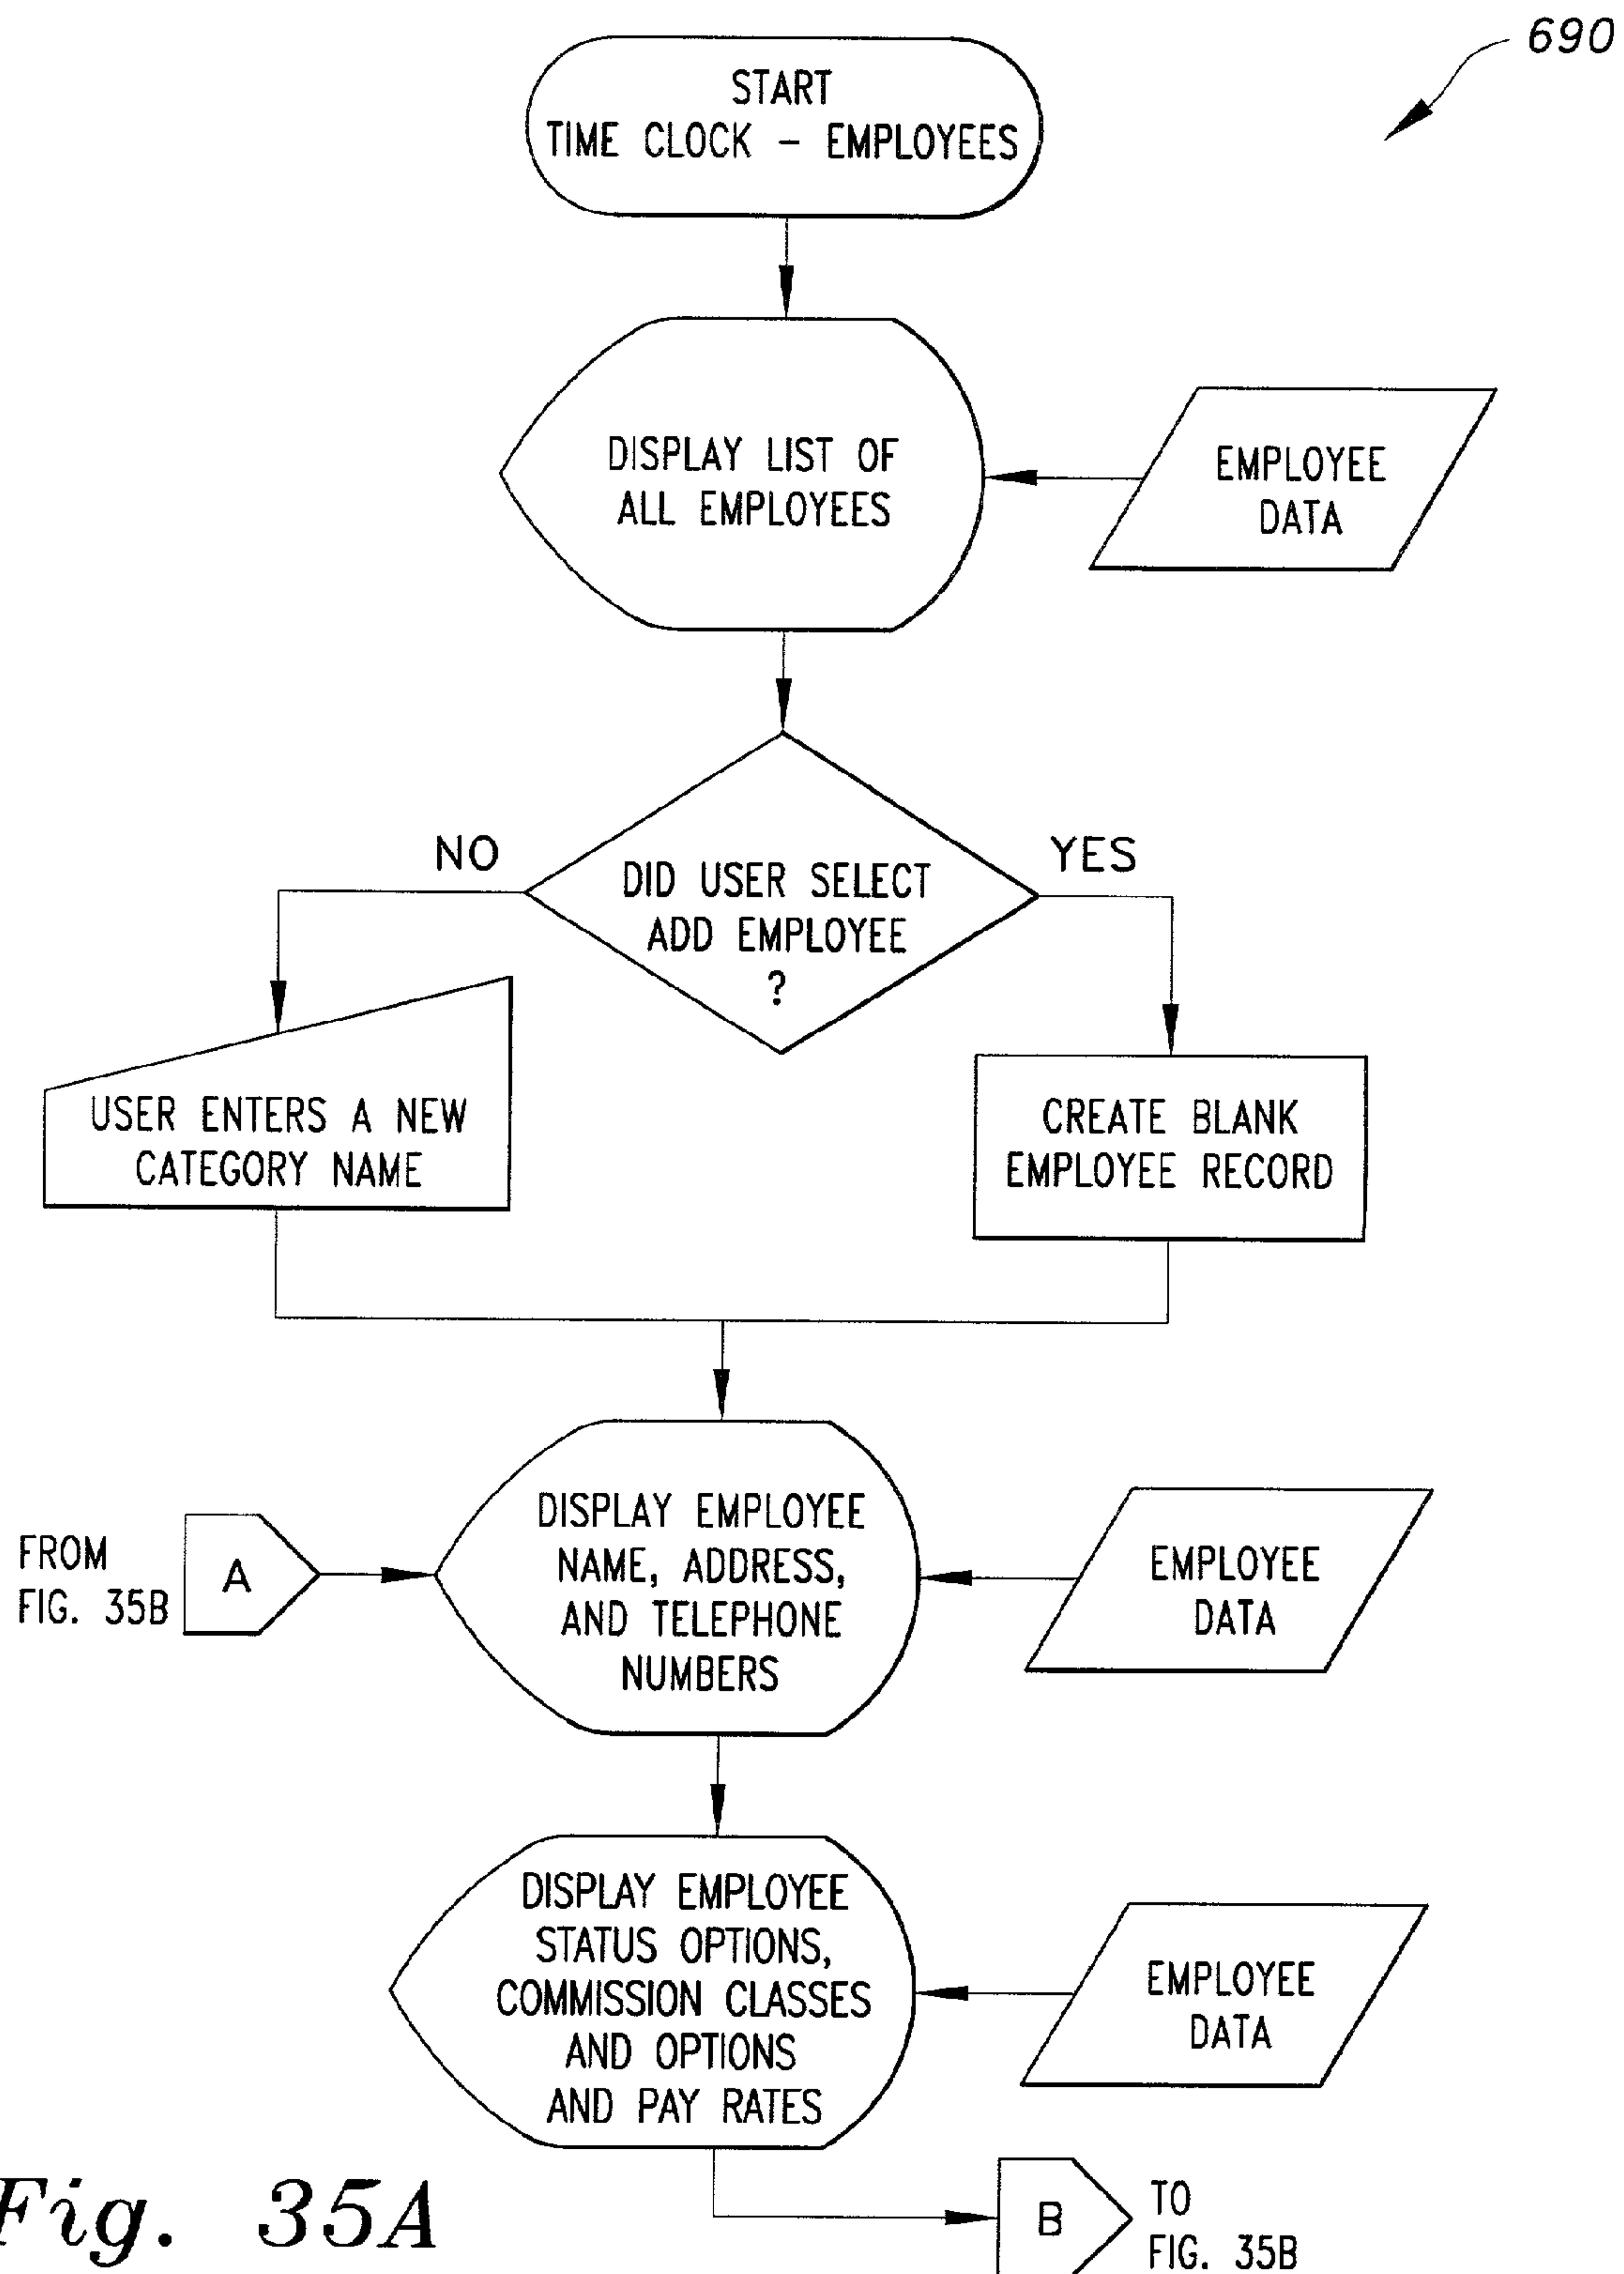 690
START
TIME CLOCK – EMPLOYEES
DISPLAY LIST OF
ALL EMPLOYEES
EMPLOYEE
DATA
NO
YES
DID USER SELECT
ADD EMPLOYEE
?
USER ENTERS A NEW
CATEGORY NAME
CREATE BLANK
EMPLOYEE RECORD
FROM
FIG. 35B
A
DISPLAY EMPLOYEE
NAME, ADDRESS,
AND TELEPHONE
NUMBERS
EMPLOYEE
DATA
DISPLAY EMPLOYEE
STATUS OPTIONS,
COMMISSION CLASSES
AND OPTIONS
AND PAY RATES
EMPLOYEE
DATA
B
TO
FIG. 35B
Fig. 35A